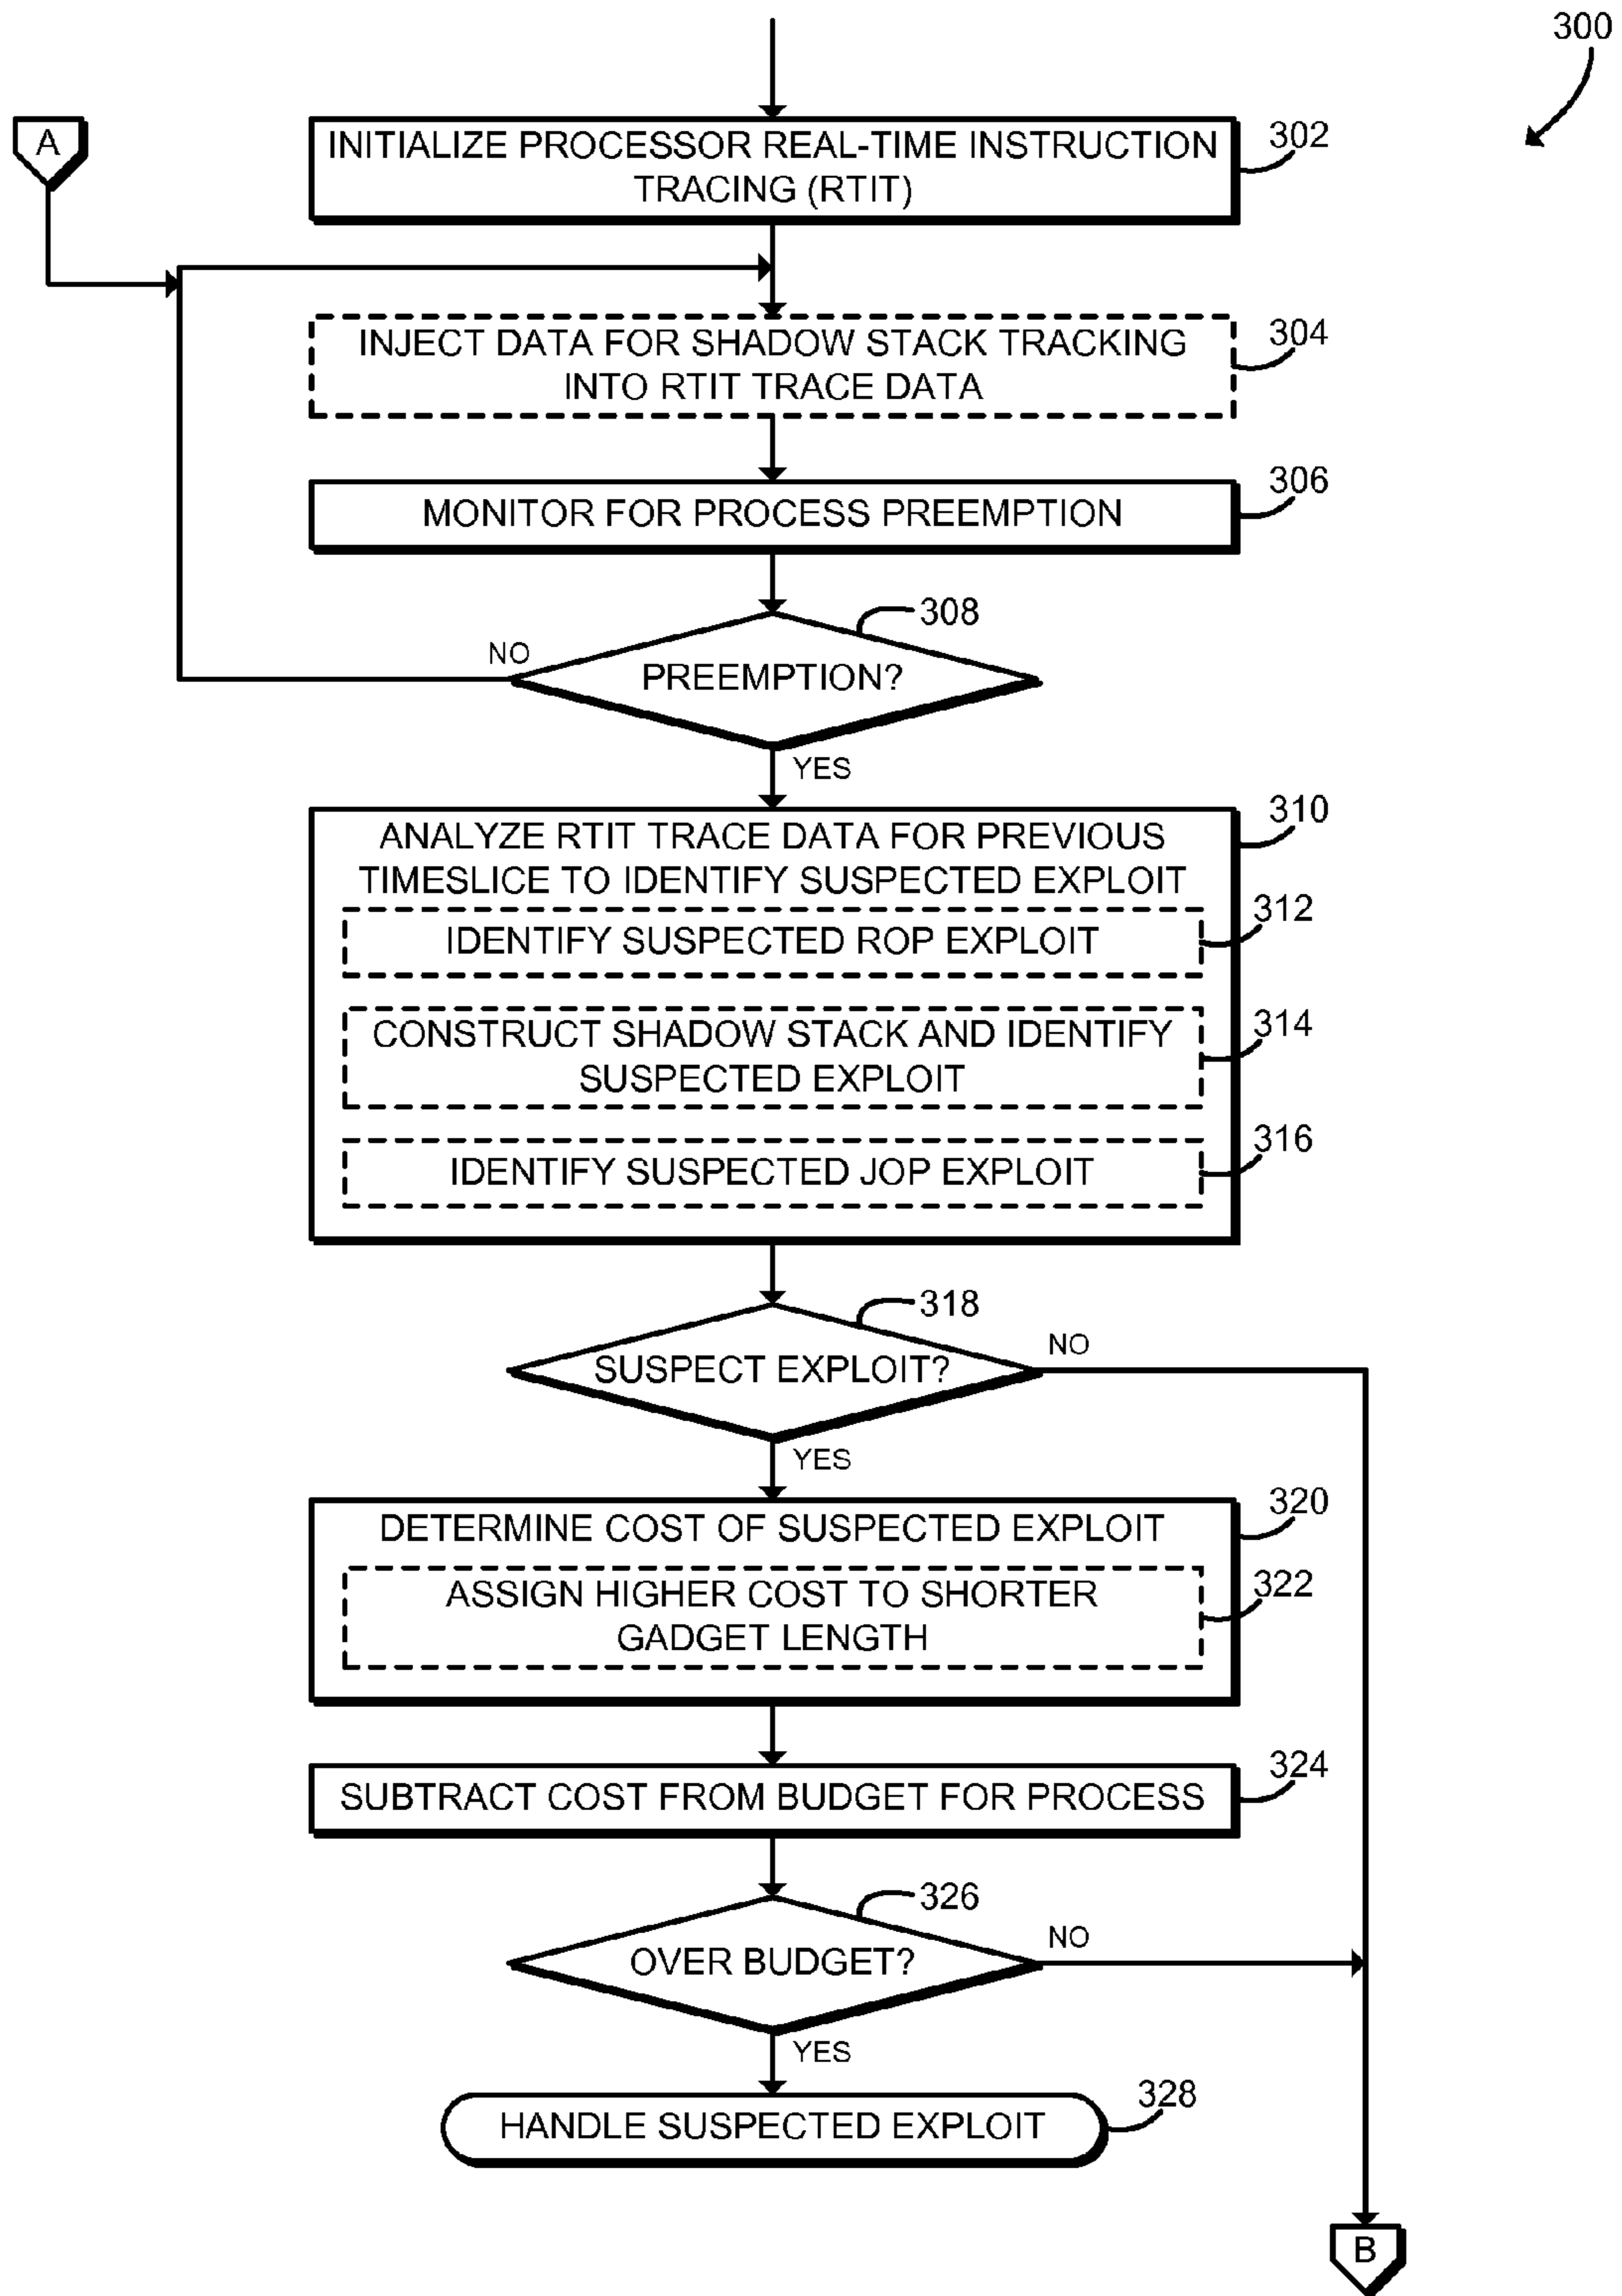 300
A
INITIALIZE PROCESSOR REAL-TIME INSTRUCTION
TRACING (RTIT)
302
INJECT DATA FOR SHADOW STACK TRACKING
INTO RTIT TRACE DATA
304
MONITOR FOR PROCESS PREEMPTION
306
308
NO
PREEMPTION?
YES
ANALYZE RTIT TRACE DATA FOR PREVIOUS
TIMESLICE TO IDENTIFY SUSPECTED EXPLOIT
310
IDENTIFY SUSPECTED ROP EXPLOIT
312
CONSTRUCT SHADOW STACK AND IDENTIFY
SUSPECTED EXPLOIT
314
IDENTIFY SUSPECTED JOP EXPLOIT
316
318
SUSPECT EXPLOIT?
NO
YES
DETERMINE COST OF SUSPECTED EXPLOIT
320
ASSIGN HIGHER COST TO SHORTER
GADGET LENGTH
322
SUBTRACT COST FROM BUDGET FOR PROCESS
324
326
OVER BUDGET?
NO
YES
HANDLE SUSPECTED EXPLOIT
328
B